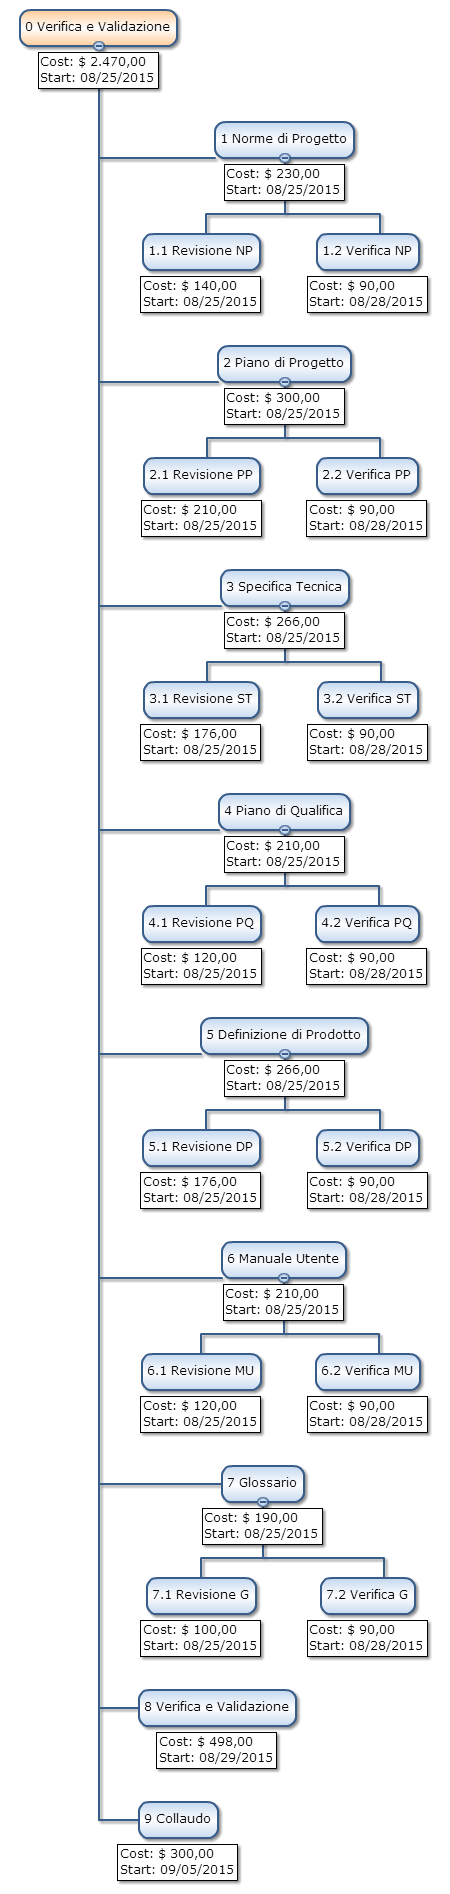 0 Verifica e Validazione
Cost: $ 2.470,00
Start: 08/25/2015
1 Norme di Progetto
Cost: $ 230,00
Start: 08/25/2015
1.1 Revisione NP
Cost: $ 140,00
Start: 08/25/2015
1.2 Verifica NP
Cost: $ 90,00
Start: 08/28/2015
2 Piano di Progetto
Cost: $ 300,00
Start: 08/25/2015
2.1 Revisione PP
Cost: $ 210,00
Start: 08/25/2015
2.2 Verifica PP
Cost: $ 90,00
Start: 08/28/2015
3 Specifica Tecnica
Cost: $ 266,00
Start: 08/25/2015
3.1 Revisione ST
Cost: $ 176,00
Start: 08/25/2015
3.2 Verifica ST
Cost: $ 90,00
Start: 08/28/2015
4 Piano di Qualifica
Cost: $ 210,00
Start: 08/25/2015
4.1 Revisione PQ
Cost: $ 120,00
Start: 08/25/2015
4.2 Verifica PQ
Cost: $ 90,00
Start: 08/28/2015
5 Definizione di Prodotto
Cost: $ 266,00
Start: 08/25/2015
5.1 Revisione DP
Cost: $ 176,00
Start: 08/25/2015
5.2 Verifica DP
Cost: $ 90,00
Start: 08/28/2015
6 Manuale Utente
Cost: $ 210,00
Start: 08/25/2015
6.1 Revisione MU
Cost: $ 120,00
Start: 08/25/2015
6.2 Verifica MU
Cost: $ 90,00
Start: 08/28/2015
7 Glossario
Cost: $ 190,00
Start: 08/25/2015
7.1 Revisione G
Cost: $ 100,00
Start: 08/25/2015
7.2 Verifica G
Cost: $ 90,00
Start: 08/28/2015
8 Verifica e Validazione
Cost: $ 498,00
Start: 08/29/2015
9 Collaudo
Cost: $ 300,00
Start: 09/05/2015